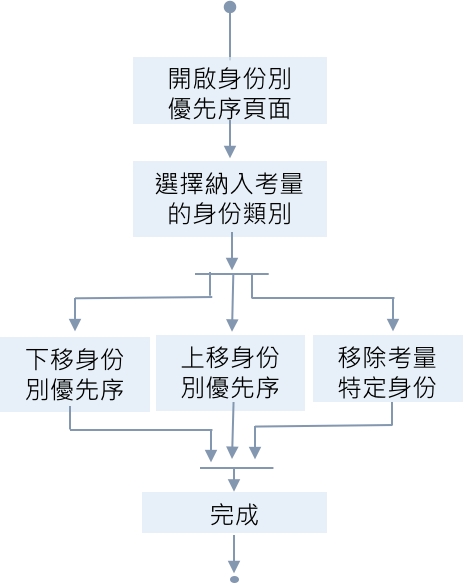 開啟身份別
優先序頁面
選擇納入考量
的身份類別
下移身份
別優先序
上移身份
別優先序
移除考量
特定身份
完成